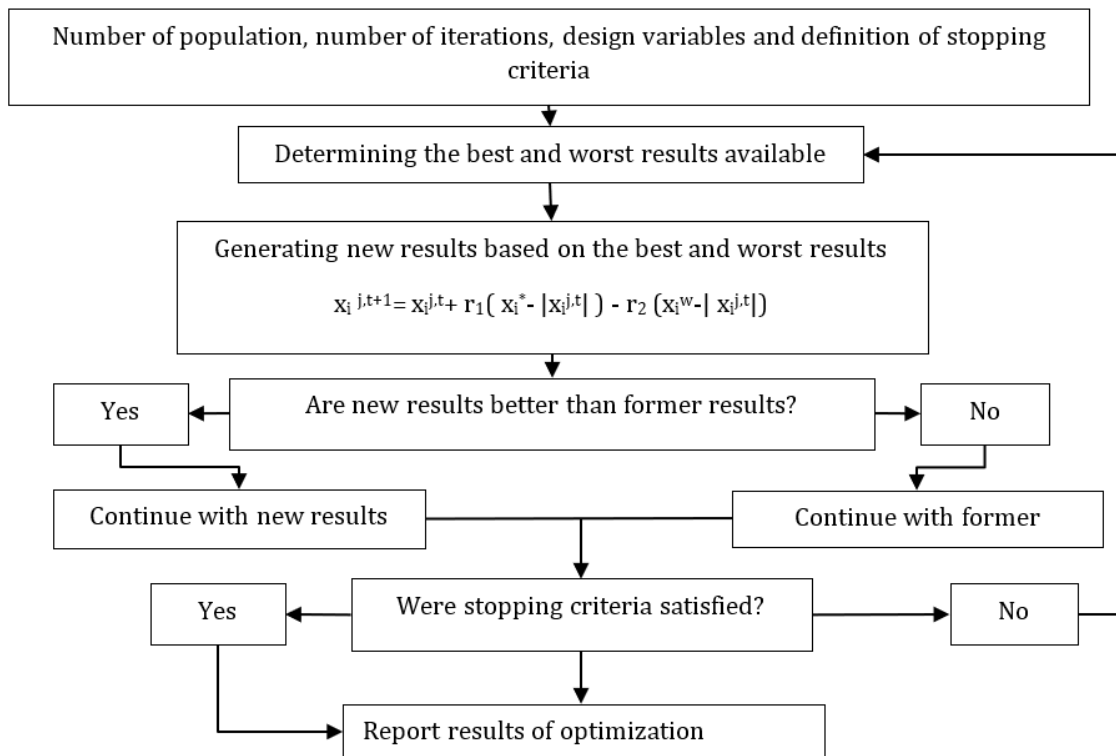 Number of population, number of iterations, design variables and definition of stopping
criteria
Determining the best and worst results available
Generating new results based on the best and worst results
xᵢ ʲ,ᵗ⁺¹= xᵢʲ,ᵗ+ r₁( xᵢ*- |xᵢʲ,ᵗ| ) - r₂ (xᵢʷ-| xᵢʲ,ᵗ|)
Yes
Are new results better than former results?
No
Continue with new results
Continue with former
Yes
Were stopping criteria satisfied?
No
Report results of optimization